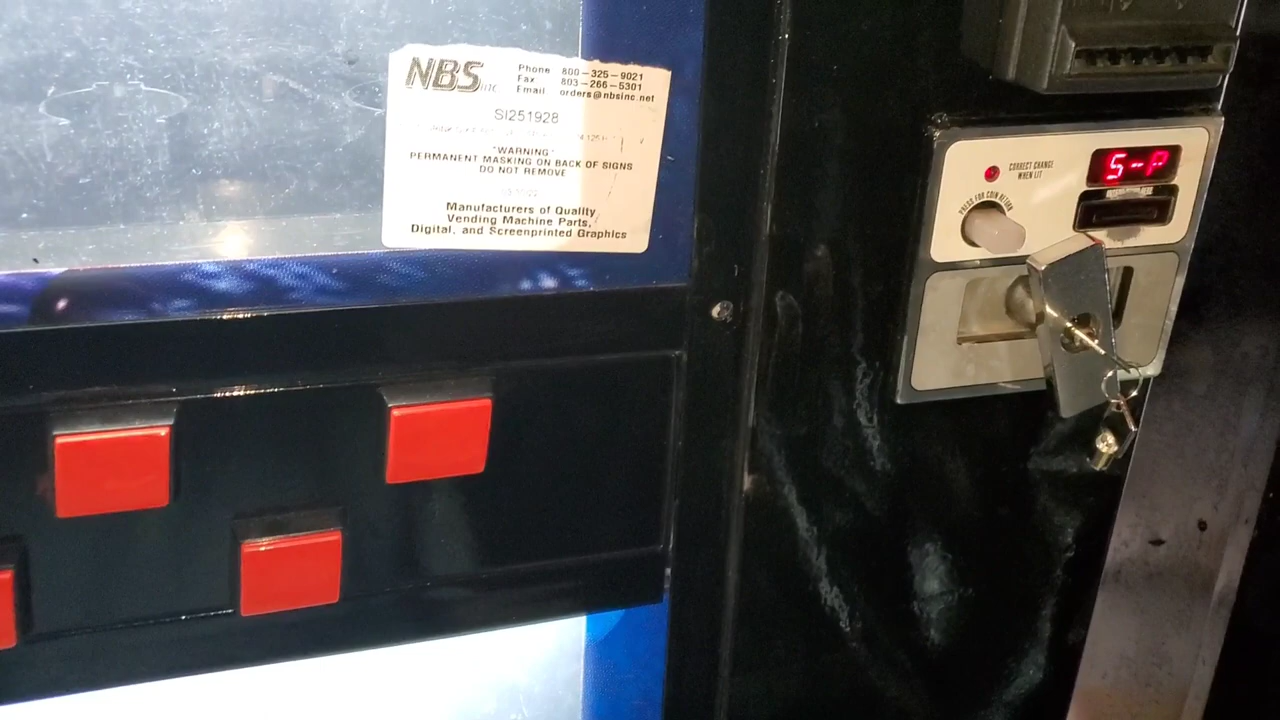 NBS INC
Phone 800-325-9021
Fax 803-266-5301
Email orders@nbsinc.net
SI251928
"WARNING"
PERMANENT MASKING ON BACK OF SIGNS
DO NOT REMOVE
Manufacturers of Quality
Vending Machine Parts,
Digital, and Screenprinted Graphics
CORRECT CHANGE
WHEN LIT
S-P
PRESS FOR COIN RETURN